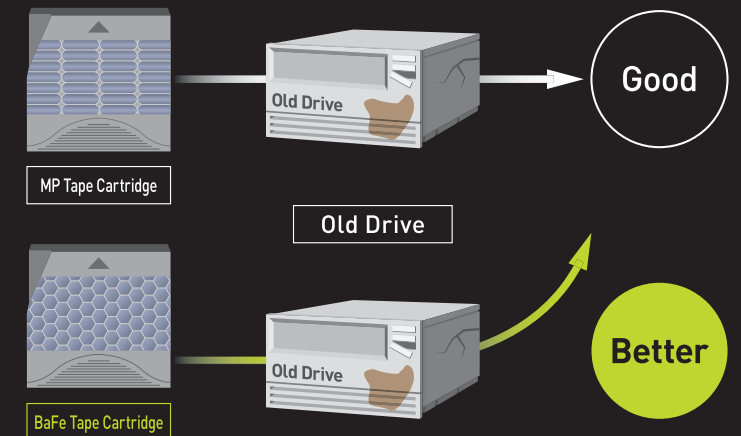 Old Drive
Good
MP Tape Cartridge
Old Drive
Old Drive
Better
BaFe Tape Cartridge